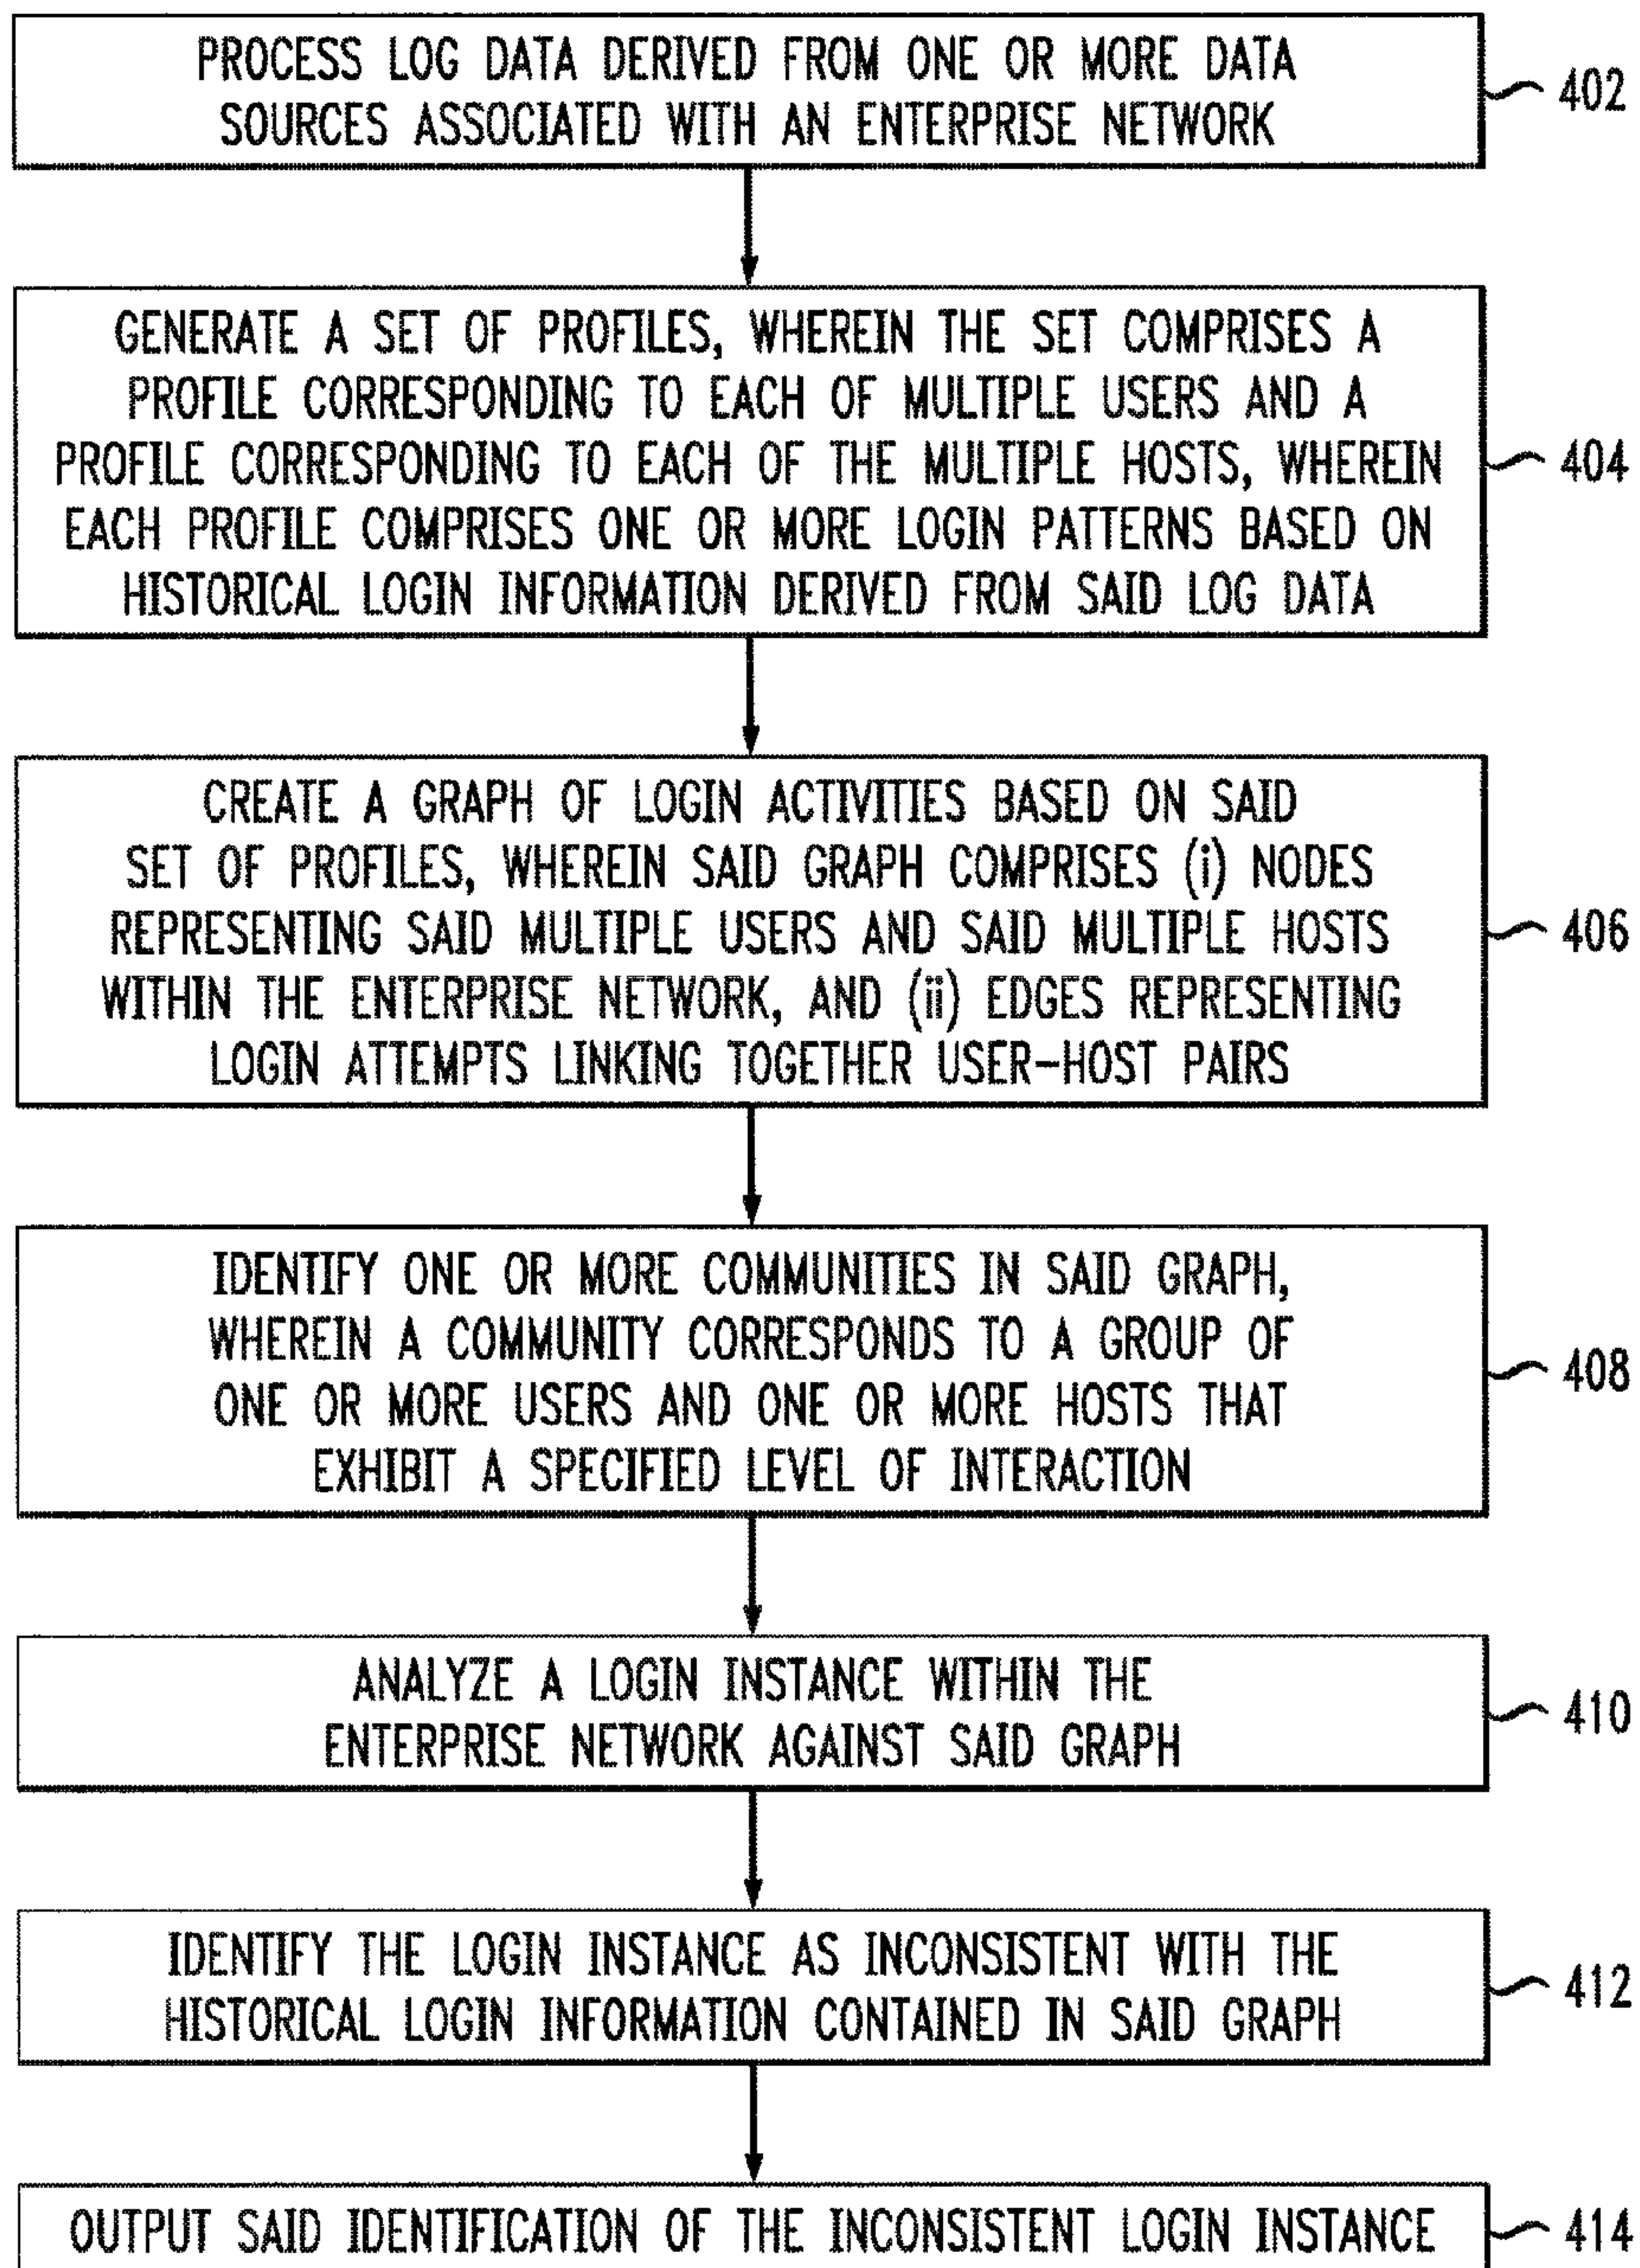 PROCESS LOG DATA DERIVED FROM ONE OR MORE DATA
SOURCES ASSOCIATED WITH AN ENTERPRISE NETWORK
402
GENERATE A SET OF PROFILES, WHEREIN THE SET COMPRISES A
PROFILE CORRESPONDING TO EACH OF MULTIPLE USERS AND A
PROFILE CORRESPONDING TO EACH OF THE MULTIPLE HOSTS, WHEREIN
EACH PROFILE COMPRISES ONE OR MORE LOGIN PATTERNS BASED ON
HISTORICAL LOGIN INFORMATION DERIVED FROM SAID LOG DATA
404
CREATE A GRAPH OF LOGIN ACTIVITIES BASED ON SAID
SET OF PROFILES, WHEREIN SAID GRAPH COMPRISES (i) NODES
REPRESENTING SAID MULTIPLE USERS AND SAID MULTIPLE HOSTS
WITHIN THE ENTERPRISE NETWORK, AND (ii) EDGES REPRESENTING
LOGIN ATTEMPTS LINKING TOGETHER USER-HOST PAIRS
406
IDENTIFY ONE OR MORE COMMUNITIES IN SAID GRAPH,
WHEREIN A COMMUNITY CORRESPONDS TO A GROUP OF
ONE OR MORE USERS AND ONE OR MORE HOSTS THAT
EXHIBIT A SPECIFIED LEVEL OF INTERACTION
408
ANALYZE A LOGIN INSTANCE WITHIN THE
ENTERPRISE NETWORK AGAINST SAID GRAPH
410
IDENTIFY THE LOGIN INSTANCE AS INCONSISTENT WITH THE
HISTORICAL LOGIN INFORMATION CONTAINED IN SAID GRAPH
412
OUTPUT SAID IDENTIFICATION OF THE INCONSISTENT LOGIN INSTANCE
414